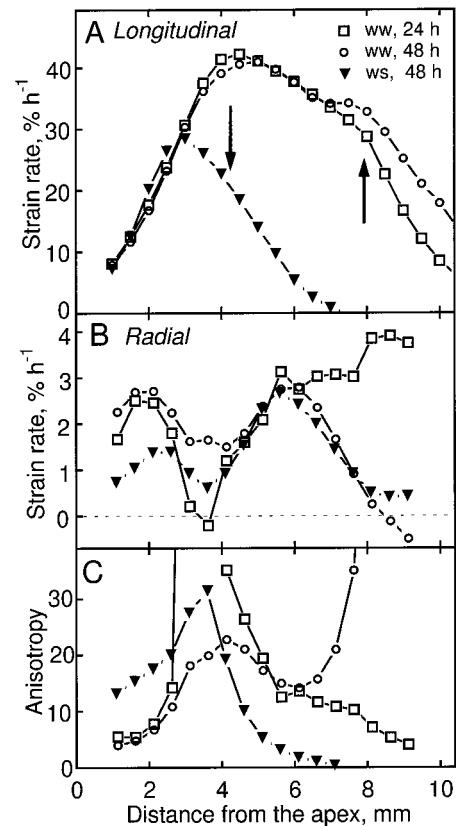 A Longitudinal
ww, 24 h
ww, 48 h
ws, 48 h
Strain rate, % h⁻¹
40
30
20
10
0
B Radial
Strain rate, % h⁻¹
4
3
2
1
0
C
Anisotropy
30
20
10
0
0 2 4 6 8 10
Distance from the apex, mm